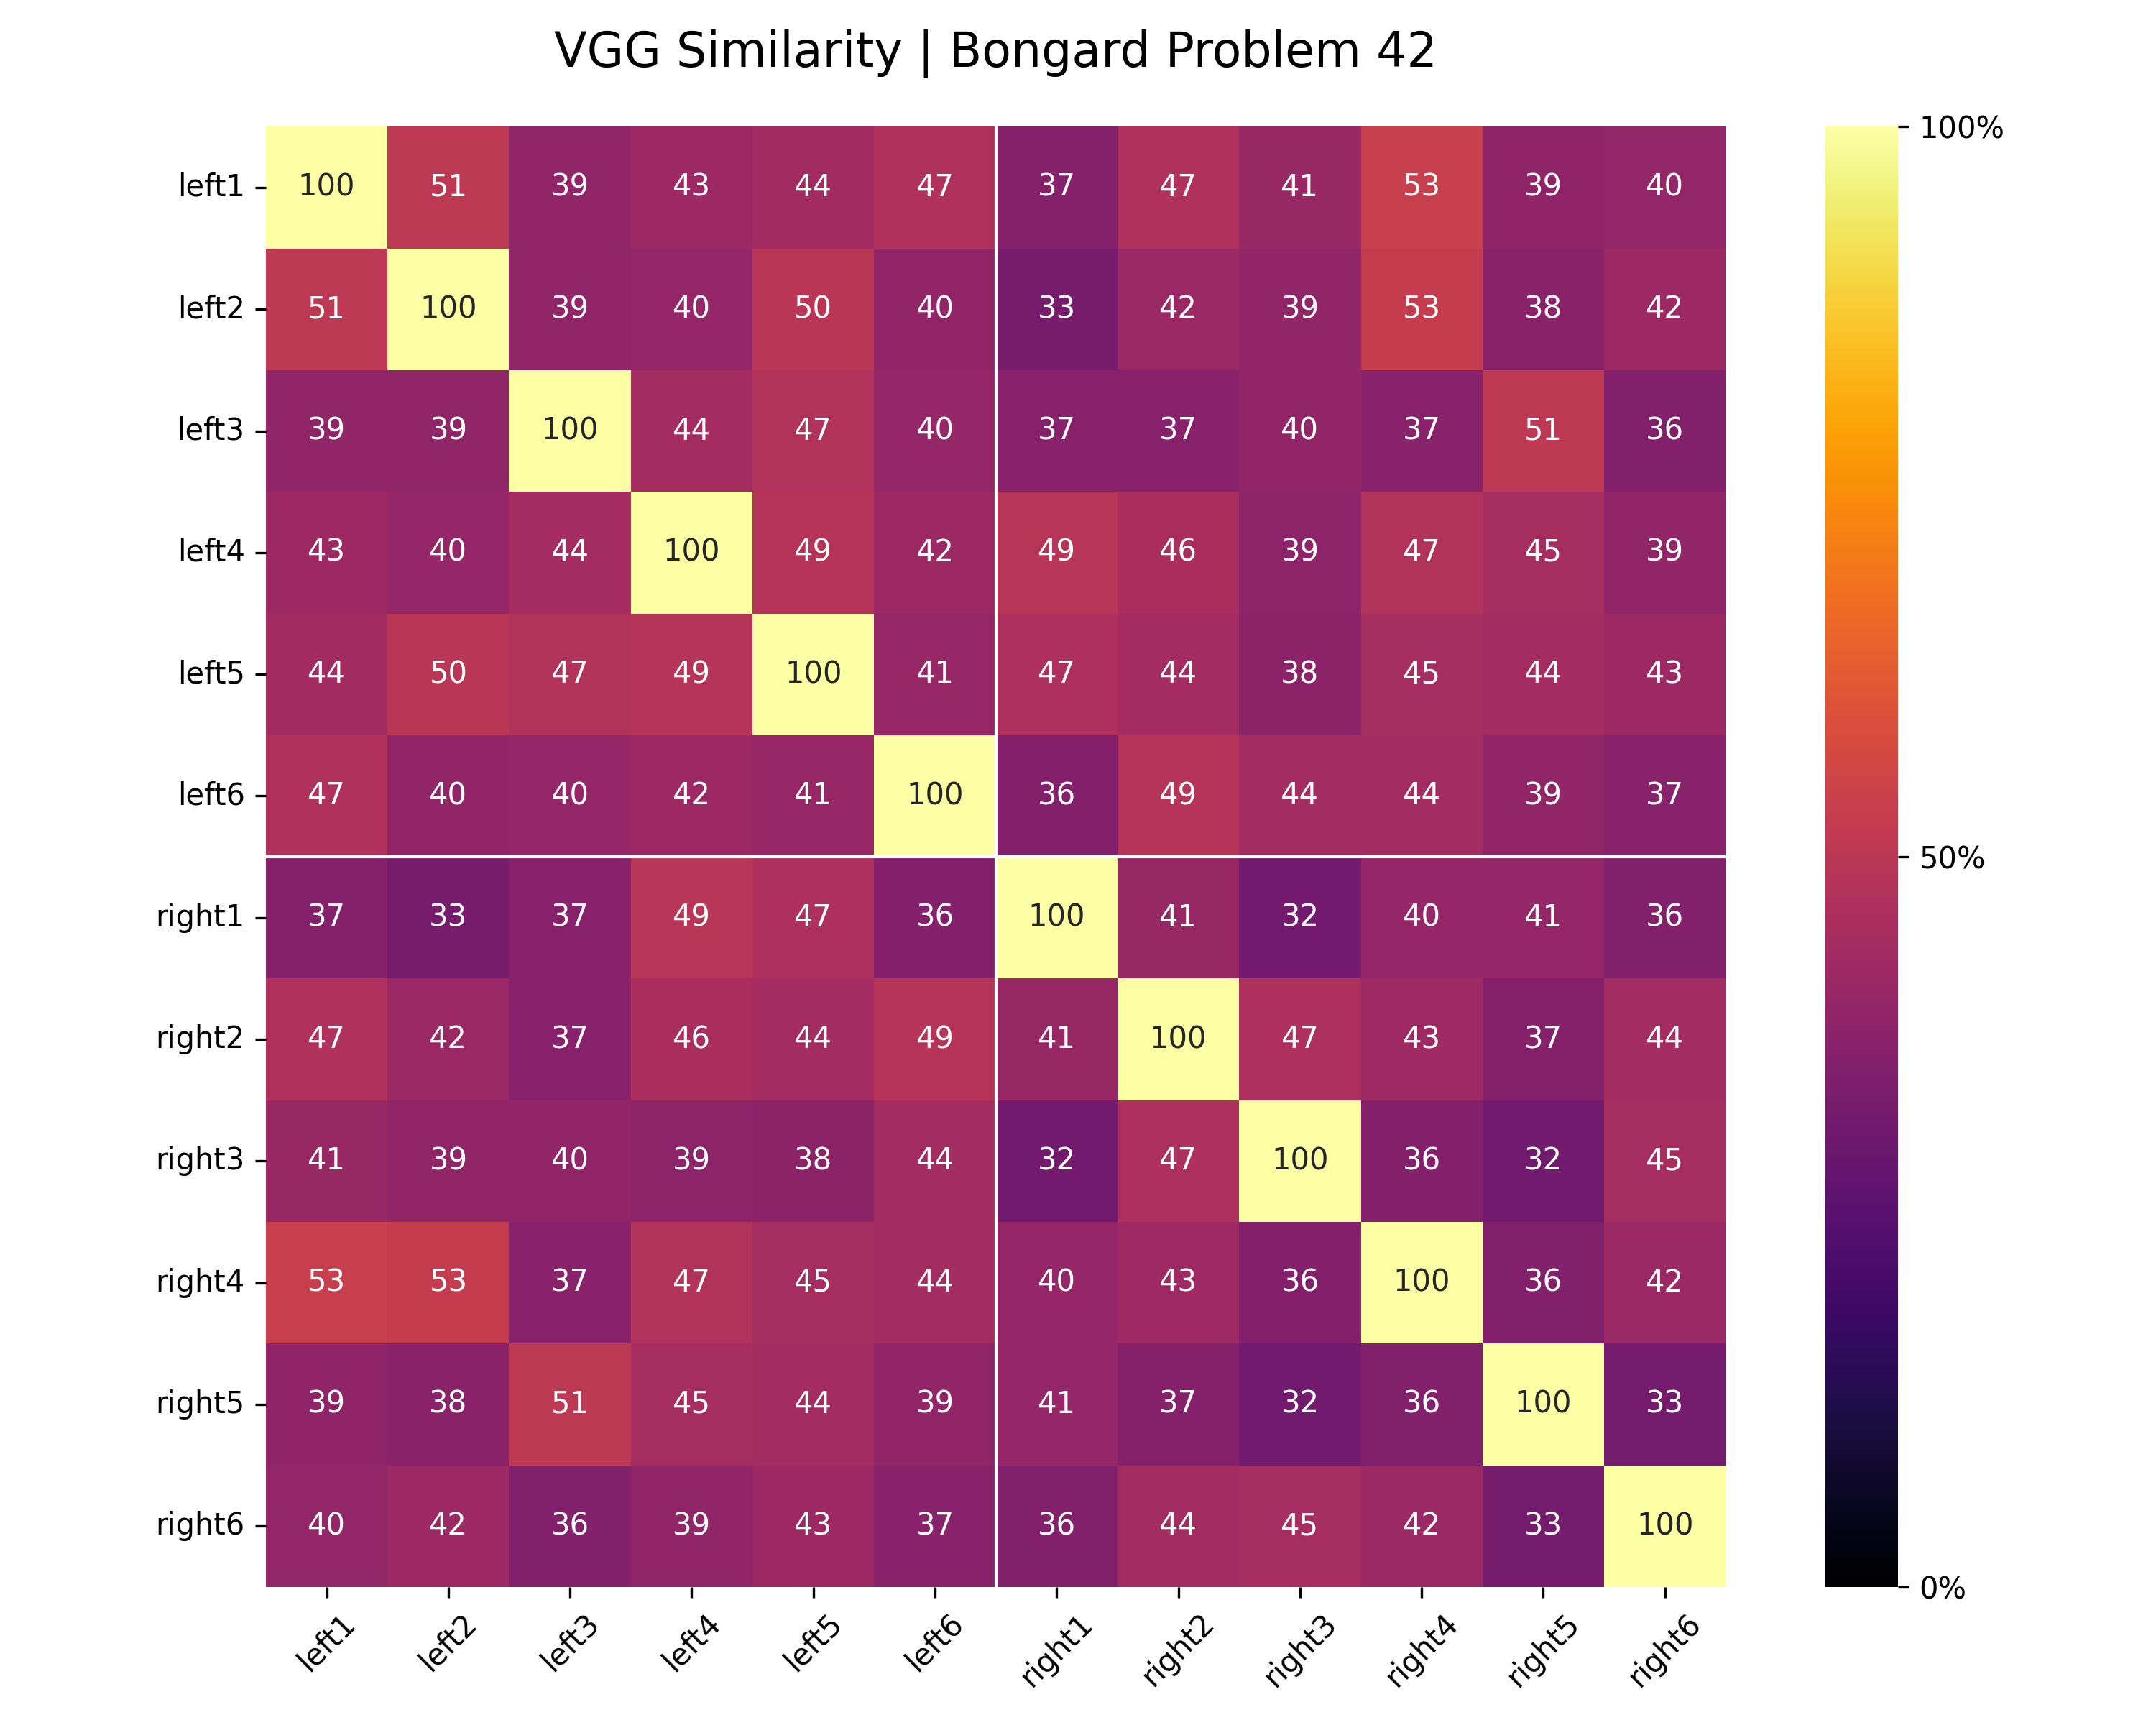 VGG Similarity | Bongard Problem 42
left1 100 51 39 43 44 47 37 47 41 53 39 40
left2 51 100 39 40 50 40 33 42 39 53 38 42
left3 39 39 100 44 47 40 37 37 40 37 51 36
left4 43 40 44 100 49 42 49 46 39 47 45 39
left5 44 50 47 49 100 41 47 44 38 45 44 43
left6 47 40 40 42 41 100 36 49 44 44 39 37
right1 37 33 37 49 47 36 100 41 32 40 41 36
right2 47 42 37 46 44 49 41 100 47 43 37 44
right3 41 39 40 39 38 44 32 47 100 36 32 45
right4 53 53 37 47 45 44 40 43 36 100 36 42
right5 39 38 51 45 44 39 41 37 32 36 100 33
right6 40 42 36 39 43 37 36 44 45 42 33 100
left1 left2 left3 left4 left5 left6 right1 right2 right3 right4 right5 right6
100%
50%
0%